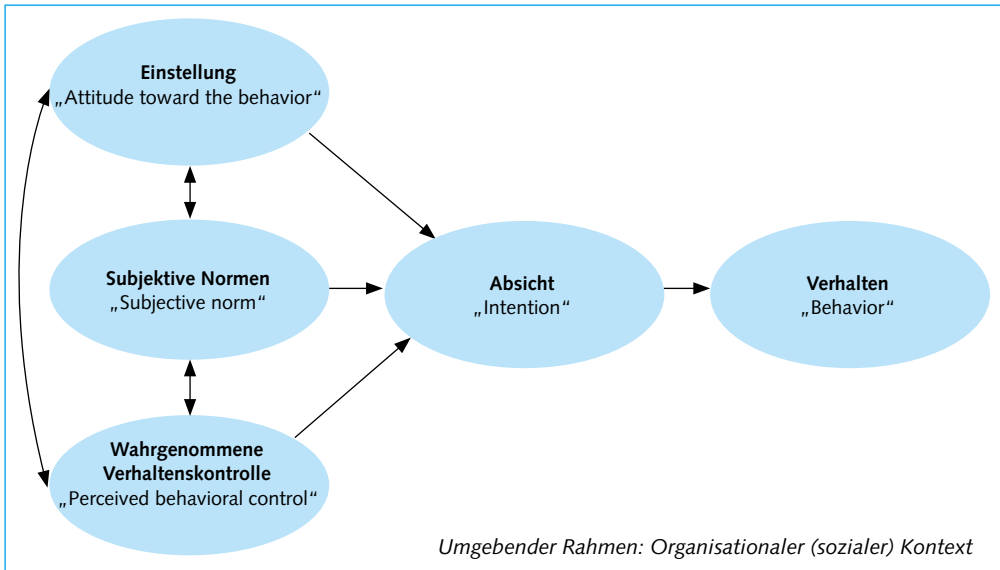 Einstellung
„Attitude toward the behavior“
Subjektive Normen
„Subjective norm“
Absicht
„Intention“
Verhalten
„Behavior“
Wahrgenommene
Verhaltenskontrolle
„Perceived behavioral control“
Umgebender Rahmen: Organisationaler (sozialer) Kontext